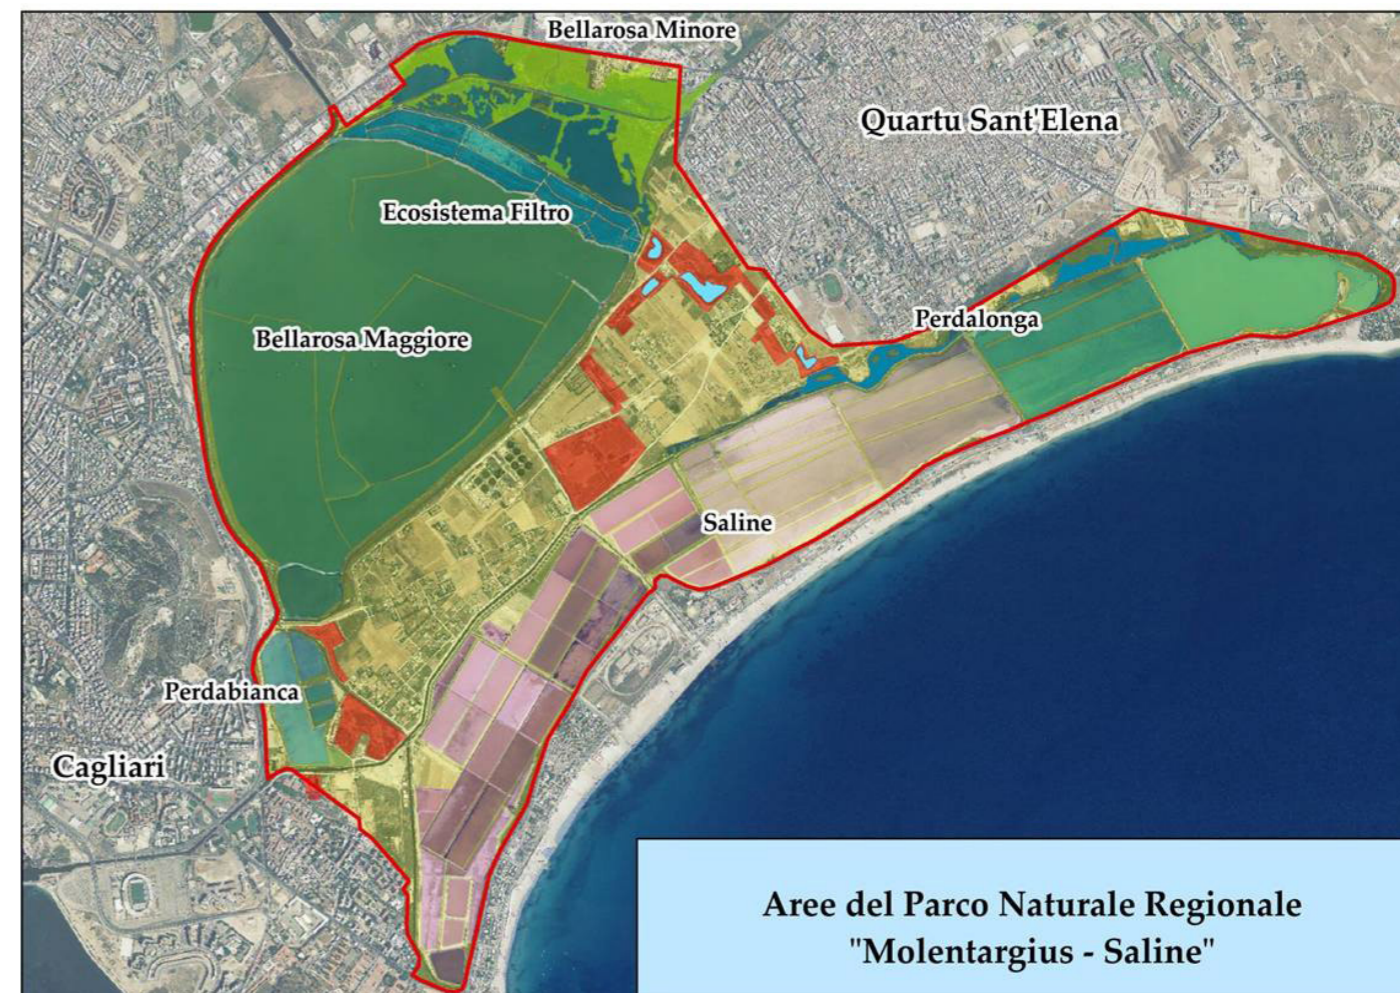 Bellarosa Minore
Quartu Sant'Elena
Ecosistema Filtro
Perdalonga
Bellarosa Maggiore
Saline
Perdabianca
Cagliari
Aree del Parco Naturale Regionale
"Molentargius - Saline"